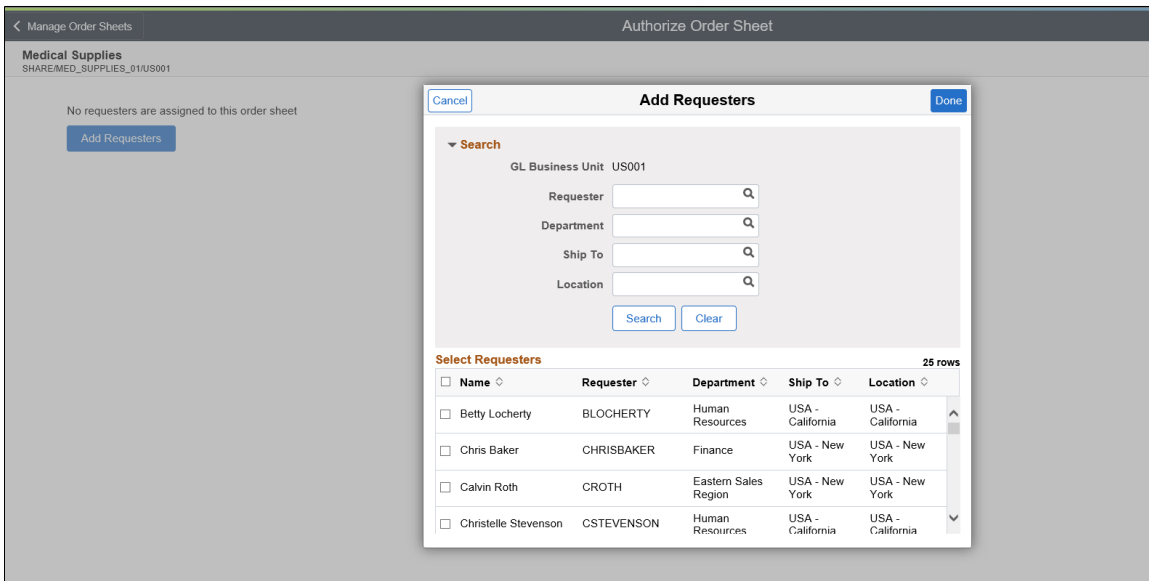 Manage Order Sheets
Authorize Order Sheet
Medical Supplies
SHARE/MED_SUPPLIES_01/US001
No requesters are assigned to this order sheet
Add Requesters
Cancel
Add Requesters
Done
Search
GL Business Unit US001
Requester
Department
Ship To
Location
Search Clear
Select Requesters 25 rows
Name Requester Department Ship To Location
Betty Locherty BLOCHERTY Human Resources USA - California USA - California
Chris Baker CHRISBAKER Finance USA - New York USA - New York
Calvin Roth CROTH Eastern Sales Region USA - New York USA - New York
Christelle Stevenson CSTEVENSON Human Resources USA - California USA - California